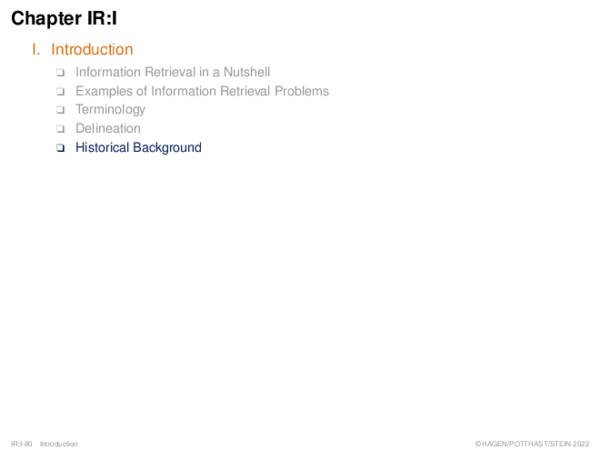 Chapter IR:I
I. Introduction
❑ Information Retrieval in a Nutshell
❑ Examples of Information Retrieval Problems
❑ Terminology
❑ Delineation
❑ Historical Background
IR:I-90 Introduction ©HAGEN/POTTHAST/STEIN 2022